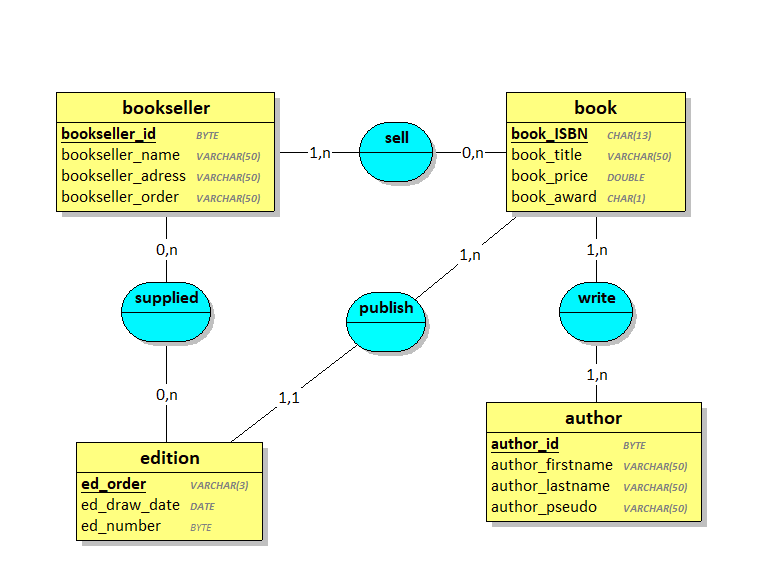 bookseller
bookseller_id BYTE
bookseller_name VARCHAR(50)
bookseller_adress VARCHAR(50)
bookseller_order VARCHAR(50)
1,n
sell
0,n
book
book_ISBN CHAR(13)
book_title VARCHAR(50)
book_price DOUBLE
book_award CHAR(1)
0,n
supplied
0,n
1,n
publish
1,1
1,n
write
1,n
edition
ed_order VARCHAR(3)
ed_draw_date DATE
ed_number BYTE
author
author_id BYTE
author_firstname VARCHAR(50)
author_lastname VARCHAR(50)
author_pseudo VARCHAR(50)